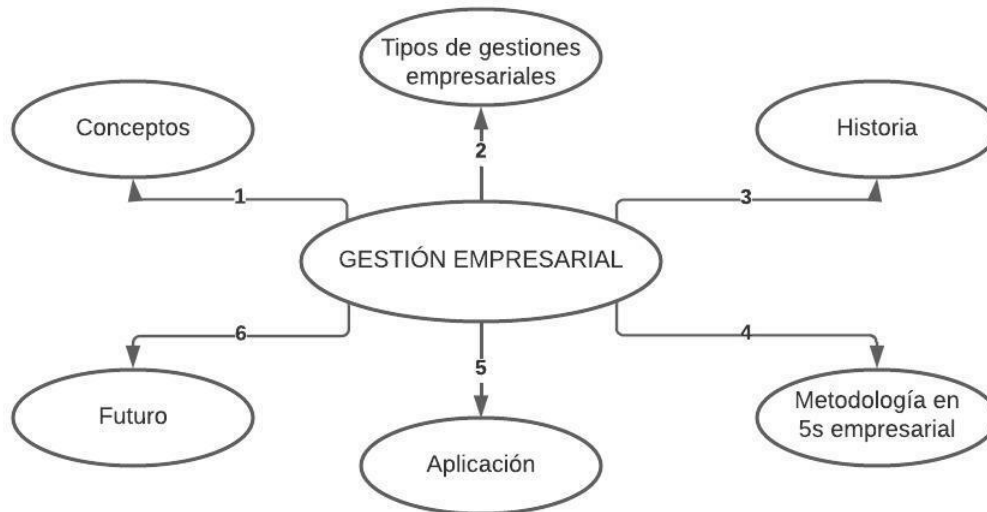 Tipos de gestiones
empresariales
Conceptos
Historia
2
1
3
GESTIÓN EMPRESARIAL
6
4
5
Futuro
Metodología en
5s empresarial
Aplicación